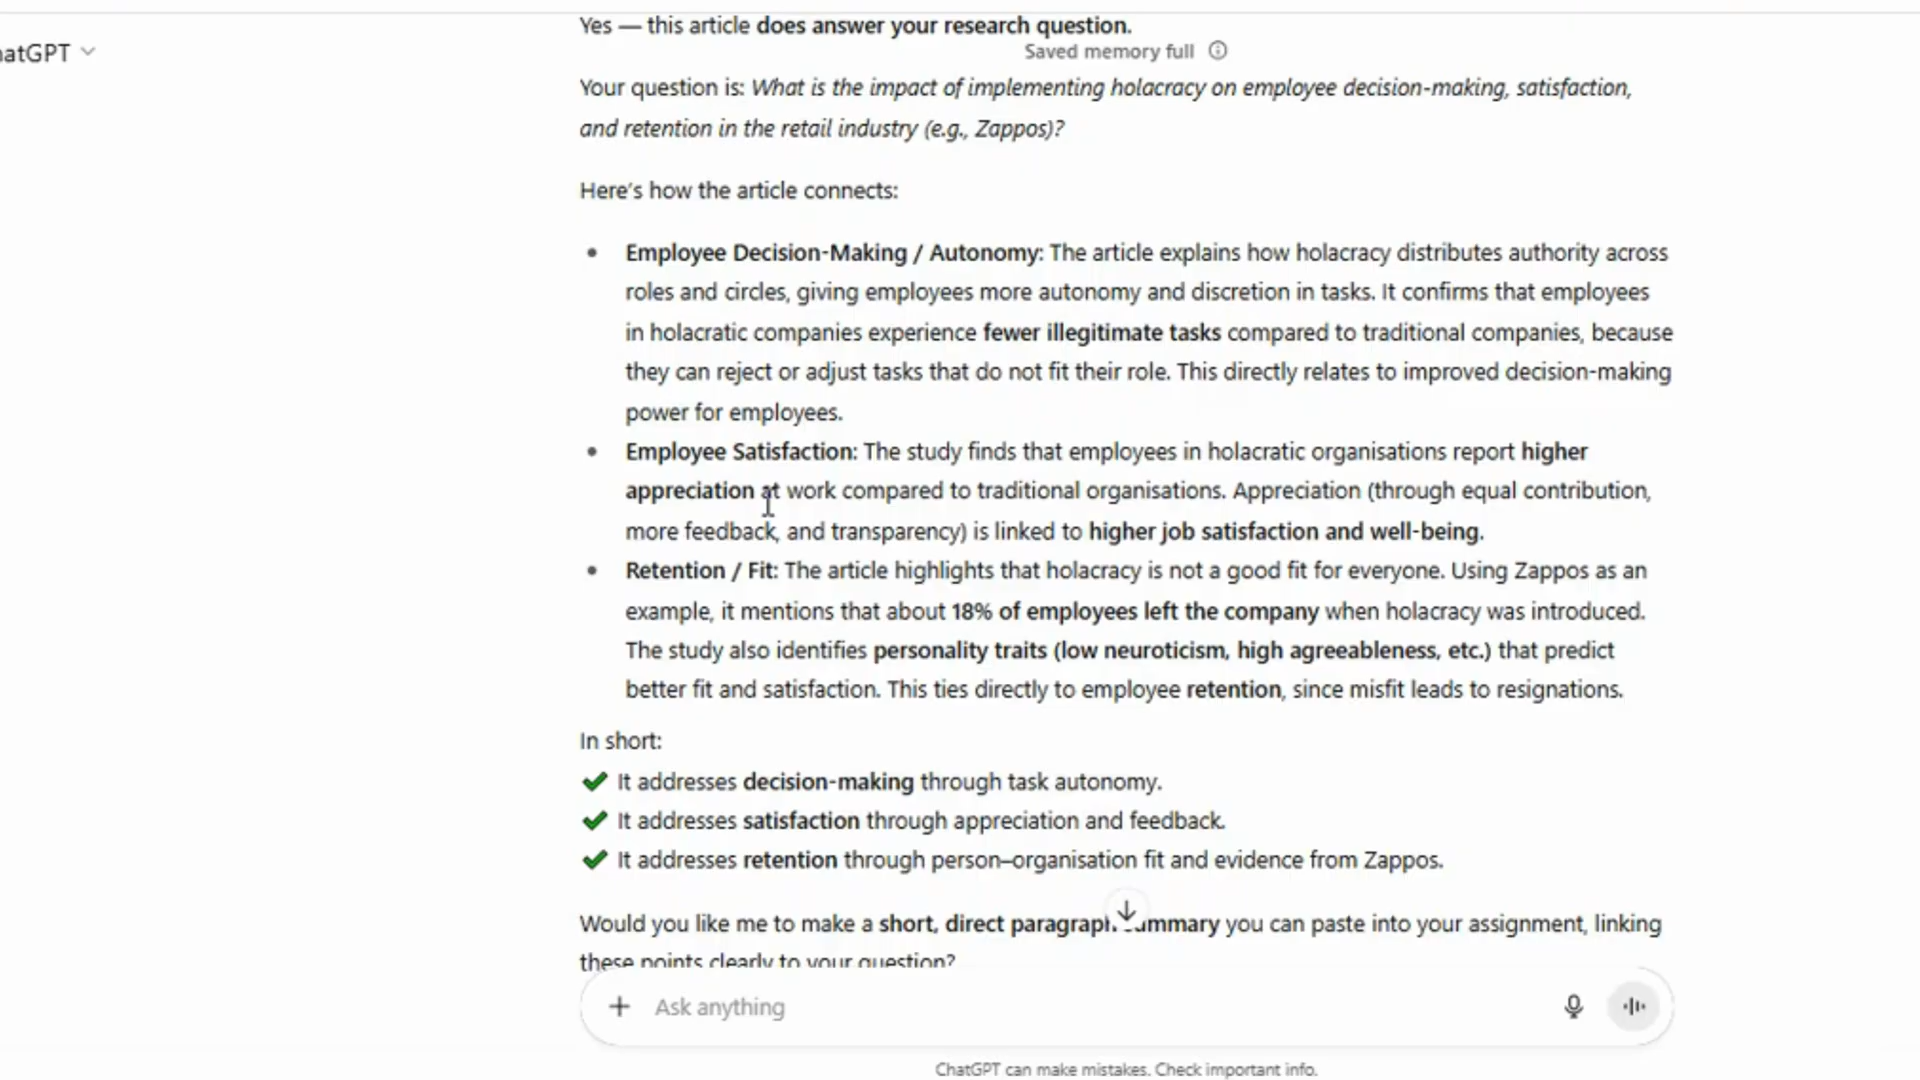 Yes — this article does answer your research question.
hatGPT
Saved memory full
Your question is: What is the impact of implementing holacracy on employee decision-making, satisfaction,
and retention in the retail industry (e.g., Zappos)?
Here's how the article connects:
• Employee Decision-Making / Autonomy: The article explains how holacracy distributes authority across
roles and circles, giving employees more autonomy and discretion in tasks. It confirms that employees
in holacratic companies experience fewer illegitimate tasks compared to traditional companies, because
they can reject or adjust tasks that do not fit their role. This directly relates to improved decision-making
power for employees.
• Employee Satisfaction: The study finds that employees in holacratic organisations report higher
appreciation at work compared to traditional organisations. Appreciation (through equal contribution,
more feedback, and transparency) is linked to higher job satisfaction and well-being.
• Retention / Fit: The article highlights that holacracy is not a good fit for everyone. Using Zappos as an
example, it mentions that about 18% of employees left the company when holacracy was introduced.
The study also identifies personality traits (low neuroticism, high agreeableness, etc.) that predict
better fit and satisfaction. This ties directly to employee retention, since misfit leads to resignations.
In short:
✔ It addresses decision-making through task autonomy.
✔ It addresses satisfaction through appreciation and feedback.
✔ It addresses retention through person–organisation fit and evidence from Zappos.
Would you like me to make a short, direct paragraph summary you can paste into your assignment, linking
these points clearly to your question?
Ask anything
ChatGPT can make mistakes. Check important info.